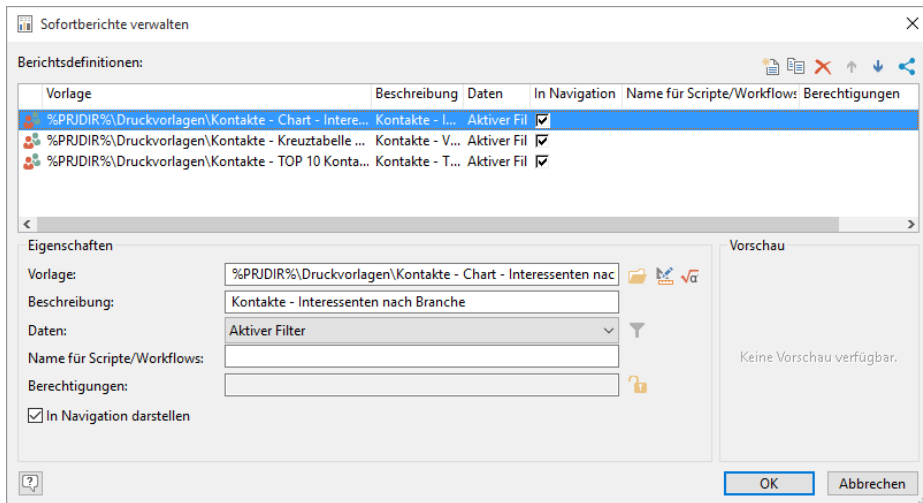 Sofortberichte verwalten
Berichtsdefinitionen:
Vorlage Beschreibung Daten In Navigation Name für Scripte/Workflows Berechtigungen
%PRJDIR%\Druckvorlagen\Kontakte - Chart - Intere... Kontakte - I... Aktiver Fil
%PRJDIR%\Druckvorlagen\Kontakte - Kreuztabelle ... Kontakte - V... Aktiver Fil
%PRJDIR%\Druckvorlagen\Kontakte - TOP 10 Konta... Kontakte - T... Aktiver Fil
Eigenschaften
Vorschau
Vorlage: %PRJDIR%\Druckvorlagen\Kontakte - Chart - Interessenten nac
Beschreibung: Kontakte - Interessenten nach Branche
Daten: Aktiver Filter
Name für Scripte/Workflows:
Keine Vorschau verfügbar.
Berechtigungen:
In Navigation darstellen
OK Abbrechen